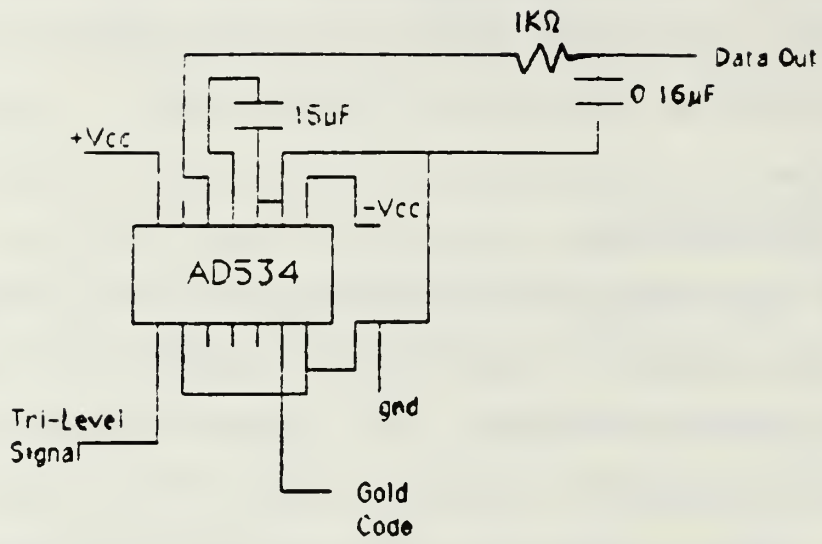 1KΩ
Data Out
0.16µF
15µF
+Vcc
-Vcc
AD534
gnd
Tri-Level
Signal
Gold
Code